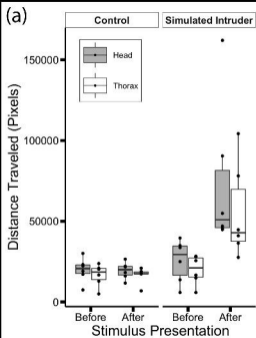 (a)
Control Simulated Intruder
Head
Thorax
Distance Traveled (Pixels)
150000
100000
50000
0
Before After Before After
Stimulus Presentation